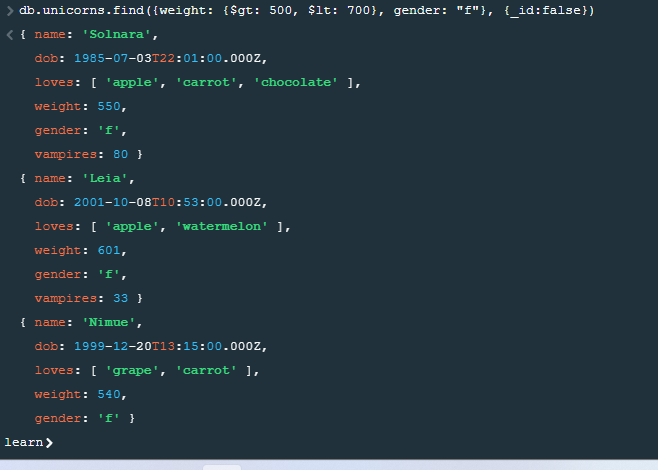 > db.unicorns.find({weight: {$gt: 500, $lt: 700}, gender: "f"}, {_id:false})
< { name: 'Solnara',
dob: 1985-07-03T22:01:00.000Z,
loves: [ 'apple', 'carrot', 'chocolate' ],
weight: 550,
gender: 'f',
vampires: 80 }
{ name: 'Leia',
dob: 2001-10-08T10:53:00.000Z,
loves: [ 'apple', 'watermelon' ],
weight: 601,
gender: 'f',
vampires: 33 }
{ name: 'Nimue',
dob: 1999-12-20T13:15:00.000Z,
loves: [ 'grape', 'carrot' ],
weight: 540,
gender: 'f' }
learn>